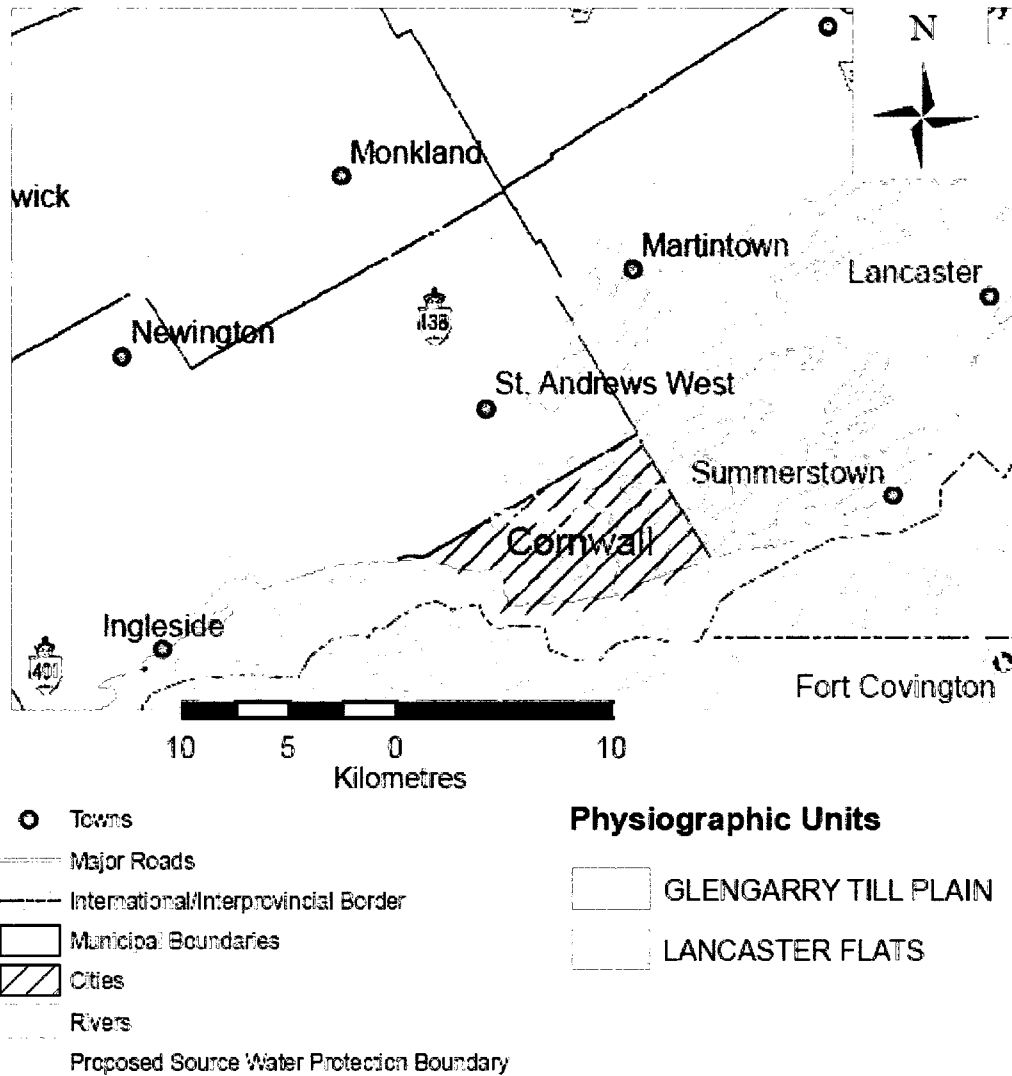 N
Monkland
wick
Martintown
Lancaster
138
Newington
St. Andrews West
Summerstown
Cornwall
Ingleside
401
Fort Covington
10 5 0 10
Kilometres
Towns
Major Roads
International/Interprovincial Border
Municipal Boundaries
Cities
Rivers
Proposed Source Water Protection Boundary
Physiographic Units
GLENGARRY TILL PLAIN
LANCASTER FLATS